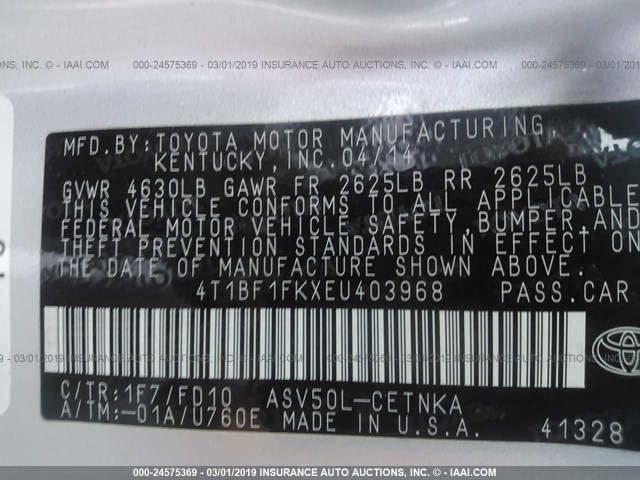 000-24575369 - 03/01/2019 INSURANCE AUTO AUCTIONS, INC. - © IAAI.COM
MFD.BY: TOYOTA MOTOR MANUFACTURING,
KENTUCKY, INC. 04/14
GVWR 4630LB GAWR FR 2625LB RR 2625LB
THIS VEHICLE CONFORMS TO ALL APPLICABLE
FEDERAL MOTOR VEHICLE SAFETY,BUMPER,AND
THEFT PREVENTION STANDARDS IN EFFECT ON
THE DATE OF MANUFACTURE SHOWN ABOVE.
4T1BF1FKXEU403968 PASS.CAR
C/TR:1F7/FD10 ASV50L-CETNKA
A/TM:-01A/U760E MADE IN U.S.A.
41328
000-24575369 - 03/01/2019 INSURANCE AUTO AUCTIONS, INC. - © IAAI.COM